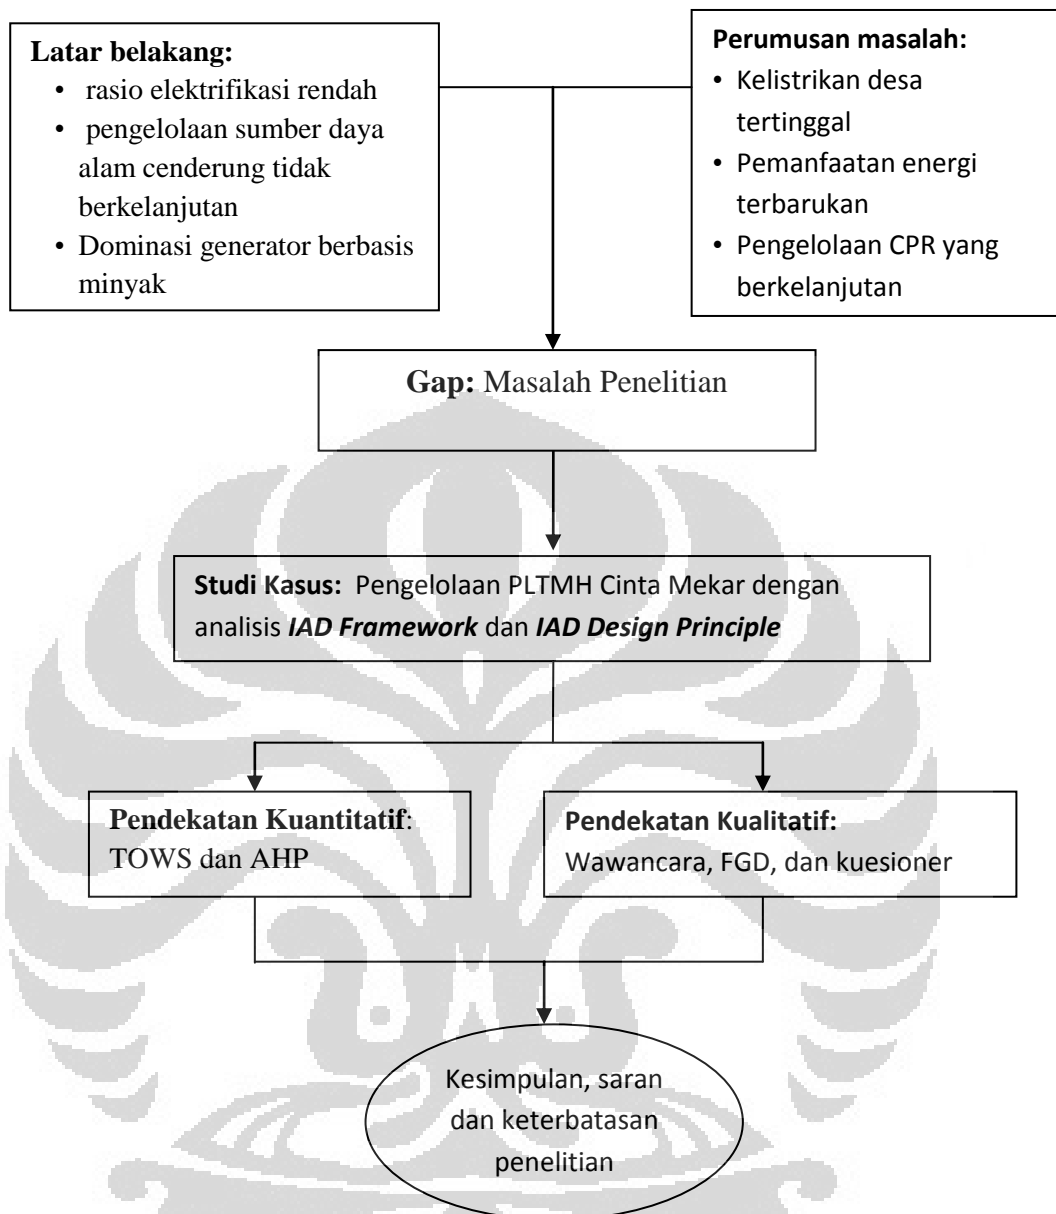 Latar belakang:
• rasio elektrifikasi rendah
• pengelolaan sumber daya
alam cenderung tidak
berkelanjutan
• Dominasi generator berbasis
minyak
Perumusan masalah:
• Kelistrikan desa
tertinggal
• Pemanfaatan energi
terbarukan
• Pengelolaan CPR yang
berkelanjutan
Gap: Masalah Penelitian
Studi Kasus: Pengelolaan PLTMH Cinta Mekar dengan
analisis IAD Framework dan IAD Design Principle
Pendekatan Kuantitatif:
TOWS dan AHP
Pendekatan Kualitatif:
Wawancara, FGD, dan kuesioner
Kesimpulan, saran
dan keterbatasan
penelitian